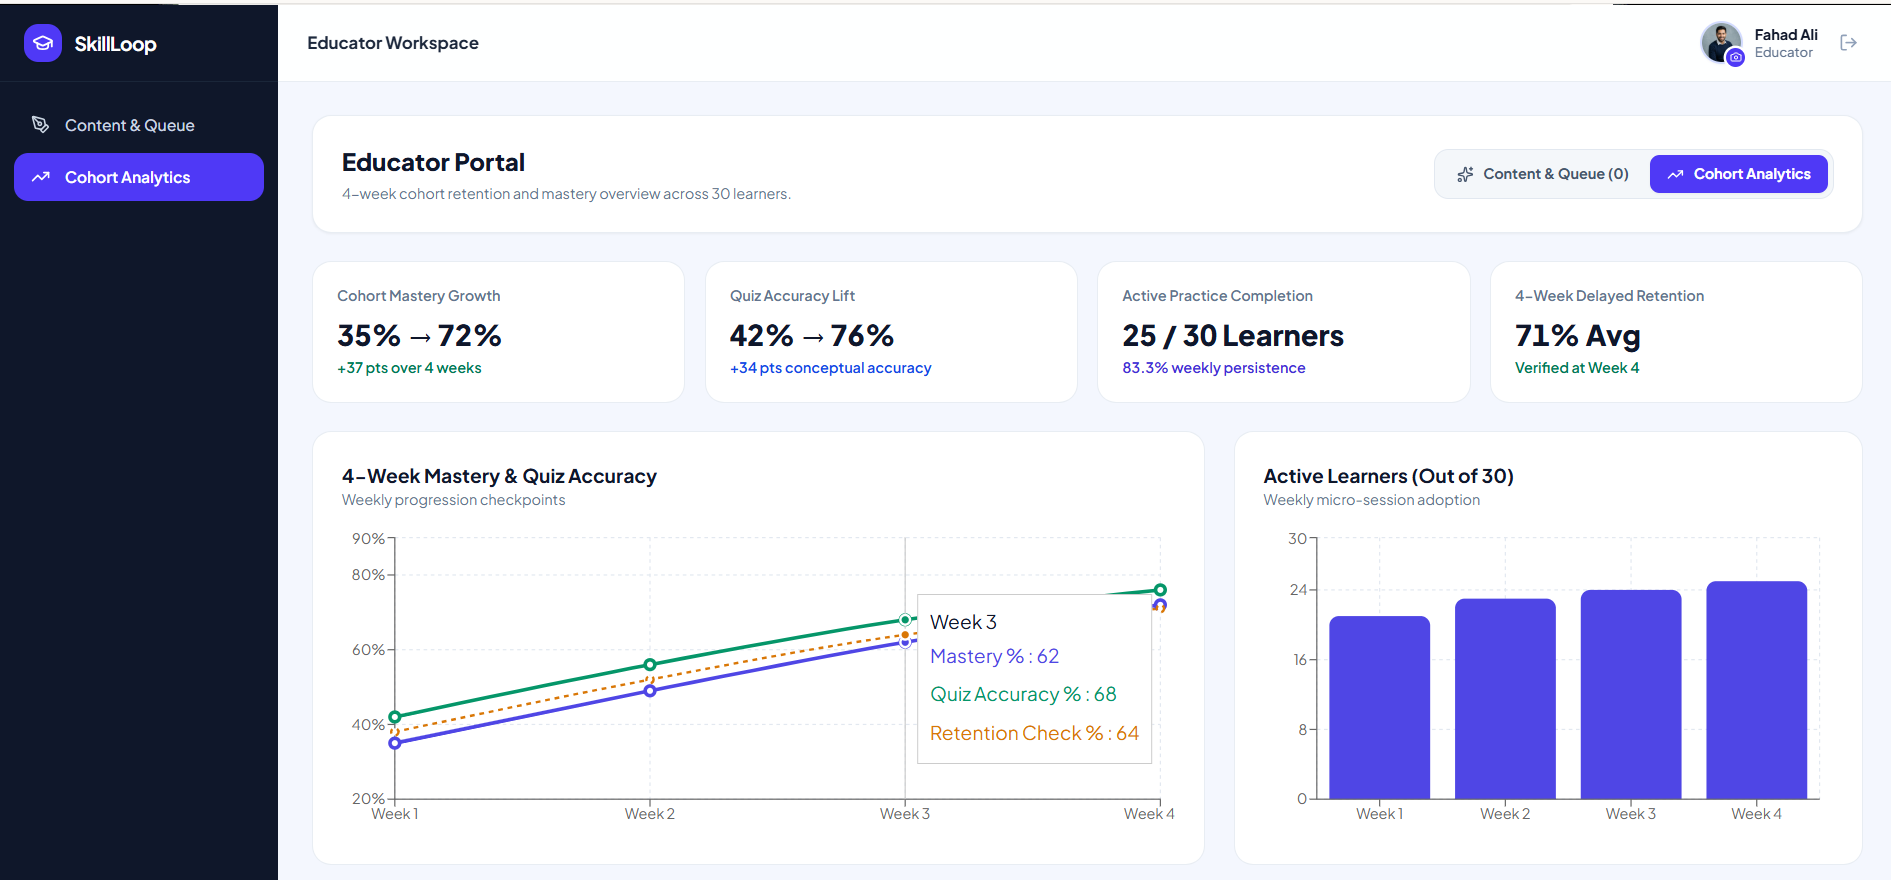 SkillLoop
Educator Workspace
Fahad Ali
Educator
Content & Queue
Cohort Analytics
Educator Portal
4-week cohort retention and mastery overview across 30 learners.
Content & Queue (0)
Cohort Analytics
Cohort Mastery Growth
35% → 72%
+37 pts over 4 weeks
Quiz Accuracy Lift
42% → 76%
+34 pts conceptual accuracy
Active Practice Completion
25 / 30 Learners
83.3% weekly persistence
4-Week Delayed Retention
71% Avg
Verified at Week 4
4-Week Mastery & Quiz Accuracy
Weekly progression checkpoints
90%
80%
60%
40%
20%
Week 1
Week 2
Week 3
Week 4
Week 3
Mastery % : 62
Quiz Accuracy % : 68
Retention Check % : 64
Active Learners (Out of 30)
Weekly micro-session adoption
30
24
16
8
0
Week 1
Week 2
Week 3
Week 4